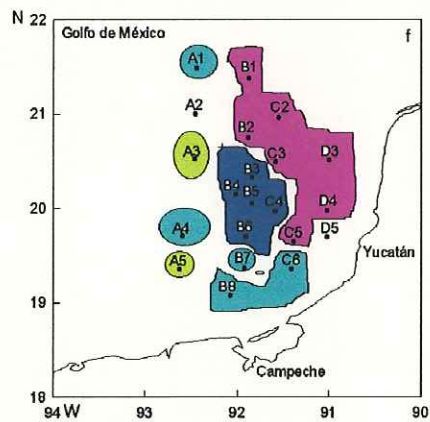 N
22
Golfo de México
f
A1
B1
21
A2
C2
B2
A3
C3
D3
B3
B4
B5
C4
20
D4
A4
B6
C5
D5
Yucatán
A5
B7
C6
19
B8
Campeche
18
94 W
93
92
91
90